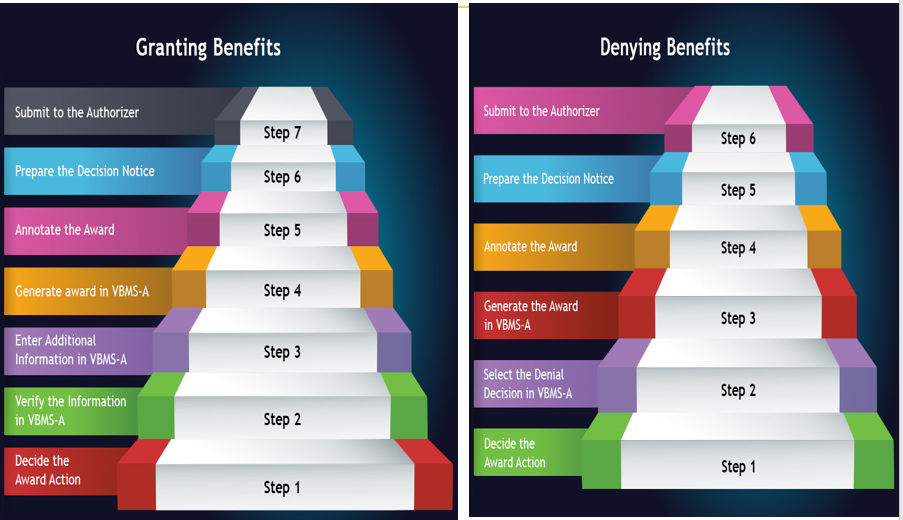 Granting Benefits
Submit to the Authorizer
Step 7
Prepare the Decision Notice
Step 6
Annotate the Award
Step 5
Generate award in VBMS-A
Step 4
Enter Additional
Information in VBMS-A
Step 3
Verify the Information
in VBMS-A
Step 2
Decide the
Award Action
Step 1
Denying Benefits
Submit to the Authorizer
Step 6
Prepare the Decision Notice
Step 5
Annotate the Award
Step 4
Generate the Award
in VBMS-A
Step 3
Select the Denial
Decision in VBMS-A
Step 2
Decide the
Award Action
Step 1